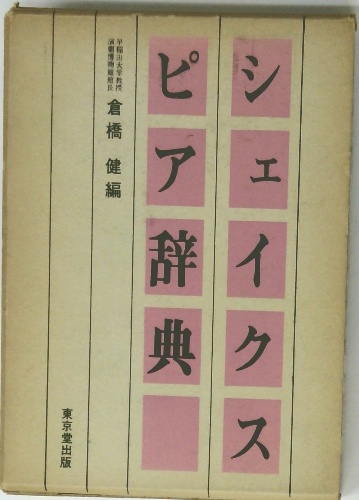 シェイクス
ピア辞典
早稲田大学教授
演劇博物館館長
倉橋健編
東京堂出版